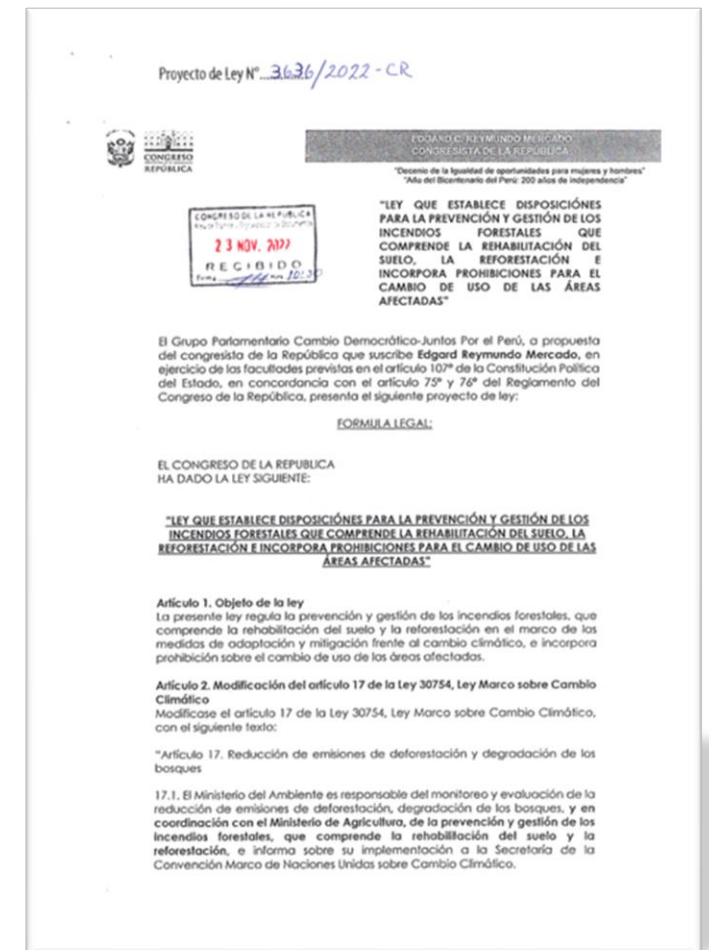 Proyecto de Ley N° 3636/2022-CR
CONGRESO
REPÚBLICA
EDGARD C. REYMUNDO MERCADO
CONGRESISTA DE LA REPÚBLICA
"Decenio de la Igualdad de oportunidades para mujeres y hombres"
"Año del Bicentenario del Perú: 200 años de independencia"
CONGRESO DE LA REPUBLICA
23 NOV. 2022
RECIBIDO
Firma Hora 10:30
"LEY QUE ESTABLECE DISPOSICIÓNES
PARA LA PREVENCIÓN Y GESTIÓN DE LOS
INCENDIOS FORESTALES QUE
COMPRENDE LA REHABILITACIÓN DEL
SUELO, LA REFORESTACIÓN E
INCORPORA PROHIBICIONES PARA EL
CAMBIO DE USO DE LAS ÁREAS
AFECTADAS"
El Grupo Parlamentario Cambio Democrático-Juntos Por el Perú, a propuesta
del congresista de la República que suscribe Edgard Reymundo Mercado, en
ejercicio de las facultades previstas en el artículo 107° de la Constitución Política
del Estado, en concordancia con el artículo 75° y 76° del Reglamento del
Congreso de la República, presenta el siguiente proyecto de ley:
FORMULA LEGAL:
EL CONGRESO DE LA REPUBLICA
HA DADO LA LEY SIGUIENTE:
"LEY QUE ESTABLECE DISPOSICIÓNES PARA LA PREVENCIÓN Y GESTIÓN DE LOS
INCENDIOS FORESTALES QUE COMPRENDE LA REHABILITACIÓN DEL SUELO, LA
REFORESTACIÓN E INCORPORA PROHIBICIONES PARA EL CAMBIO DE USO DE LAS
ÁREAS AFECTADAS"
Artículo 1. Objeto de la ley
La presente ley regula la prevención y gestión de los incendios forestales, que
comprende la rehabilitación del suelo y la reforestación en el marco de las
medidas de adaptación y mitigación frente al cambio climático, e incorpora
prohibición sobre el cambio de uso de las áreas afectadas.
Artículo 2. Modificación del artículo 17 de la Ley 30754, Ley Marco sobre Cambio
Climático
Modifícase el artículo 17 de la Ley 30754, Ley Marco sobre Cambio Climático,
con el siguiente texto:
"Artículo 17. Reducción de emisiones de deforestación y degradación de los
bosques
17.1. El Ministerio del Ambiente es responsable del monitoreo y evaluación de la
reducción de emisiones de deforestación, degradación de los bosques, y en
coordinación con el Ministerio de Agricultura, de la prevención y gestión de los
incendios forestales, que comprende la rehabilitación del suelo y la
reforestación, e informa sobre su implementación a la Secretaría de la
Convención Marco de Naciones Unidas sobre Cambio Climático.